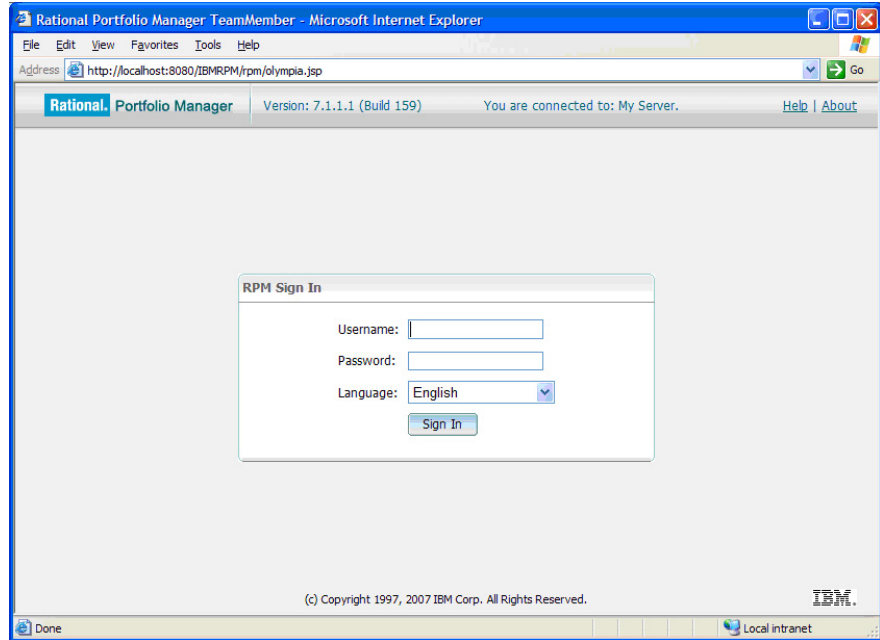 Rational Portfolio Manager TeamMember - Microsoft Internet Explorer
File Edit View Favorites Tools Help
Address http://localhost:8080/IBMRPM/rpm/olympia.jsp Go
Rational. Portfolio Manager Version: 7.1.1.1 (Build 159) You are connected to: My Server. Help | About
RPM Sign In
Username:
Password:
Language: English
Sign In
(c) Copyright 1997, 2007 IBM Corp. All Rights Reserved. IBM.
Done Local intranet